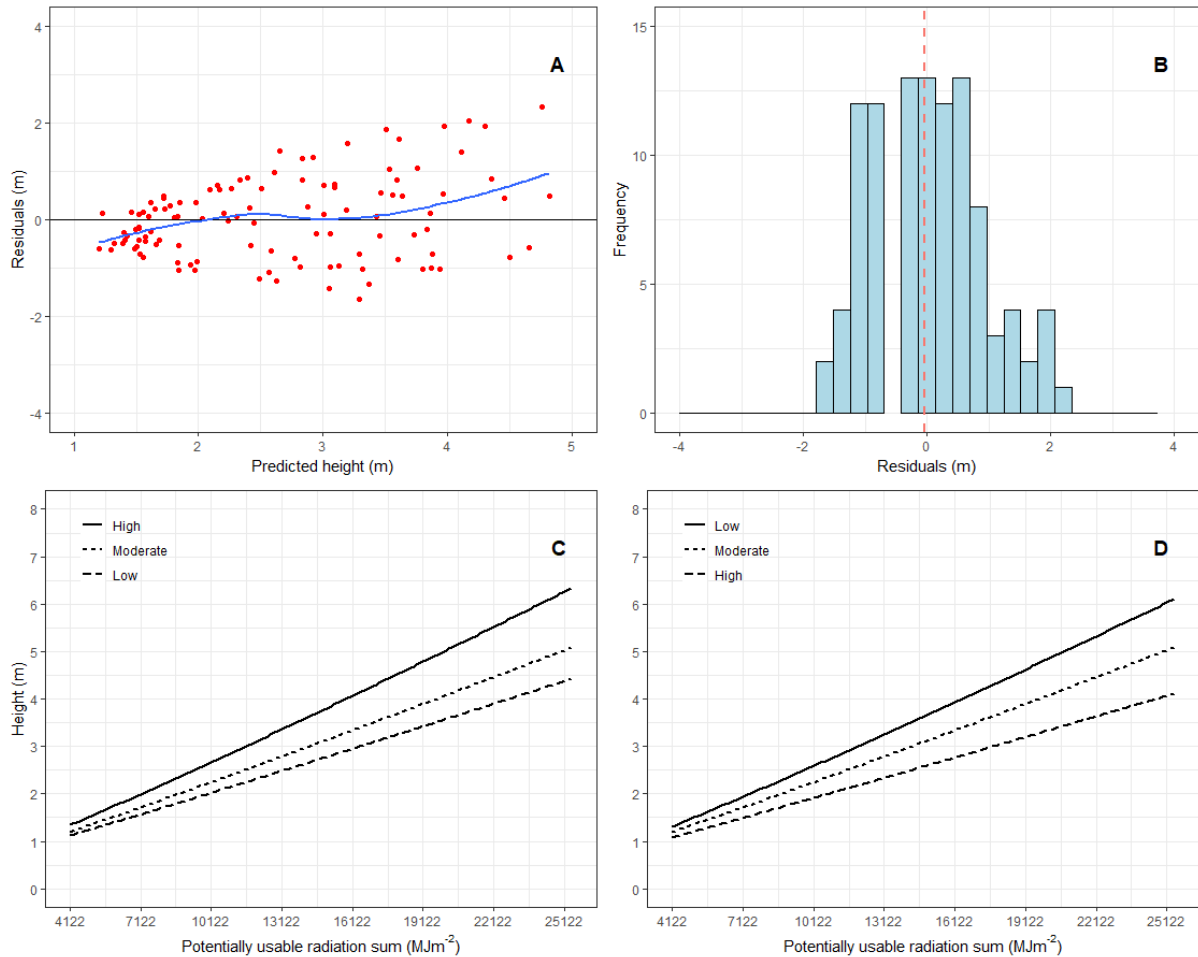 A
4
2
0
-2
-4
Residuals (m)
1 2 3 4 5
Predicted height (m)
B
15
10
5
0
Frequency
-4 -2 0 2 4
Residuals (m)
C
High
Moderate
Low
8
7
6
5
4
3
2
1
0
Height (m)
4122 7122 10122 13122 16122 19122 22122 25122
Potentially usable radiation sum (MJm-2)
D
Low
Moderate
High
8
7
6
5
4
3
2
1
0
4122 7122 10122 13122 16122 19122 22122 25122
Potentially usable radiation sum (MJm-2)